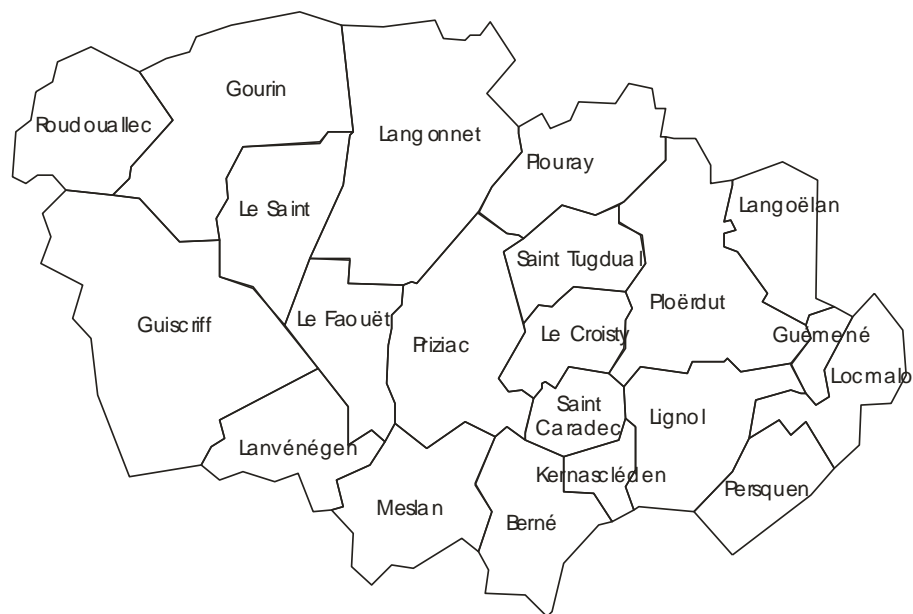 Gourin
Roudouallec
Langonnet
Plouray
Langoëlan
Le Saint
Saint Tugdual
Ploërdut
Guiscriff
Le Faouët
Priziac
Le Croisty
Guémené
Locmalo
Saint
Caradec
Lignol
Lanvénégen
Kernascléden
Persquen
Meslan
Berné